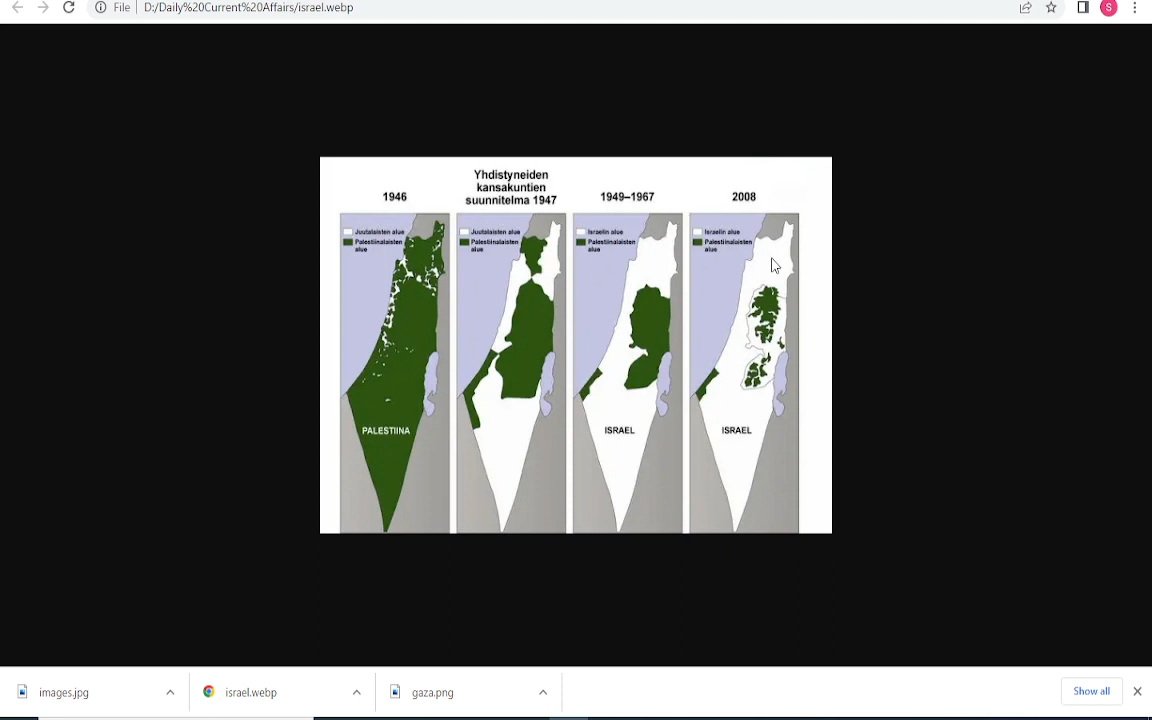 File
D:/Daily%20Current%20Affairs/israel.webp
S
1946
Yhdistyneiden
kansakuntien
suunnitelma 1947
1949–1967
2008
Juutalaisten alue
Palestiinalaisten
alue
Juutalaisten alue
Palestiinalaisten
alue
Israelin alue
Palestiinalaisten
alue
Israelin alue
Palestiinalaisten
alue
PALESTIINA
ISRAEL
ISRAEL
images.jpg
israel.webp
gaza.png
Show all